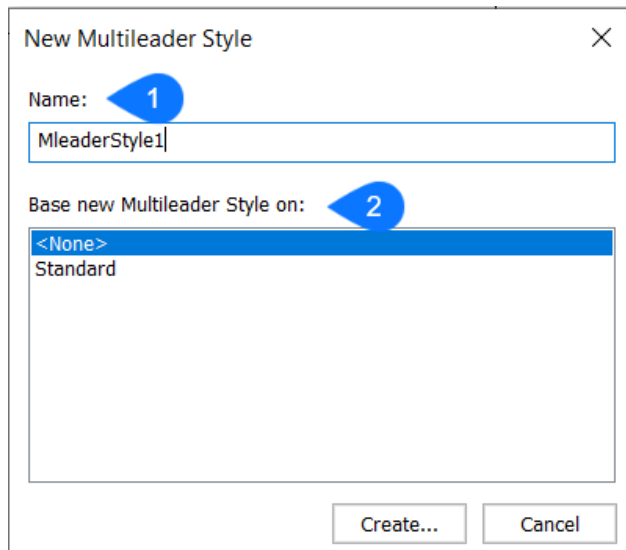 New Multileader Style
Name: 1
MleaderStyle1
Base new Multileader Style on: 2
<None>
Standard
Create... Cancel